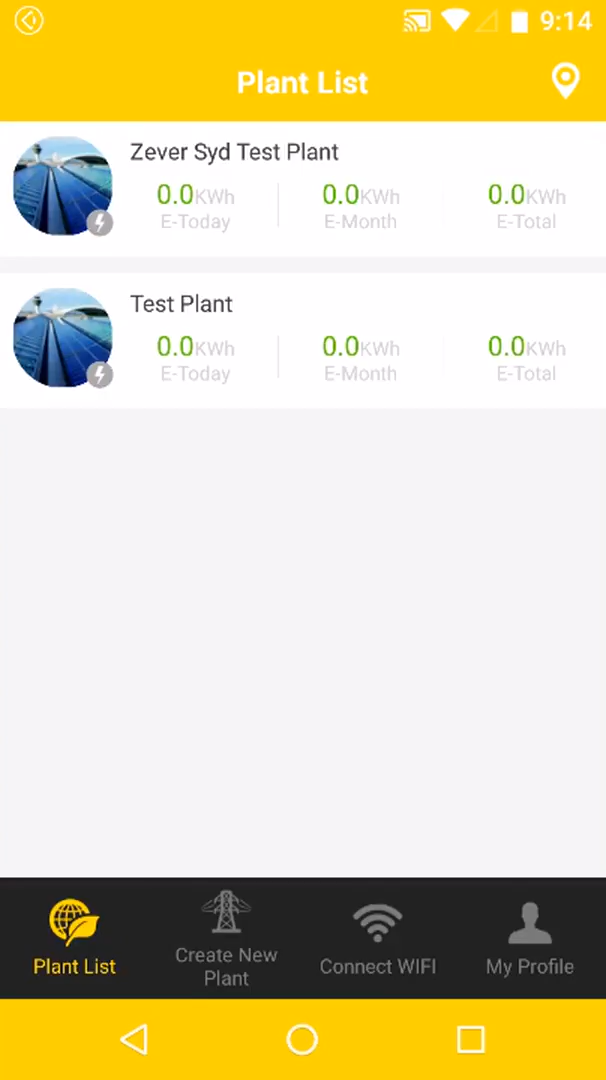 9:14
Plant List
Zever Syd Test Plant
0.0KWh 0.0KWh 0.0KWh
E-Today E-Month E-Total
Test Plant
0.0KWh 0.0KWh 0.0KWh
E-Today E-Month E-Total
Plant List
Create New
Plant
Connect WIFI
My Profile